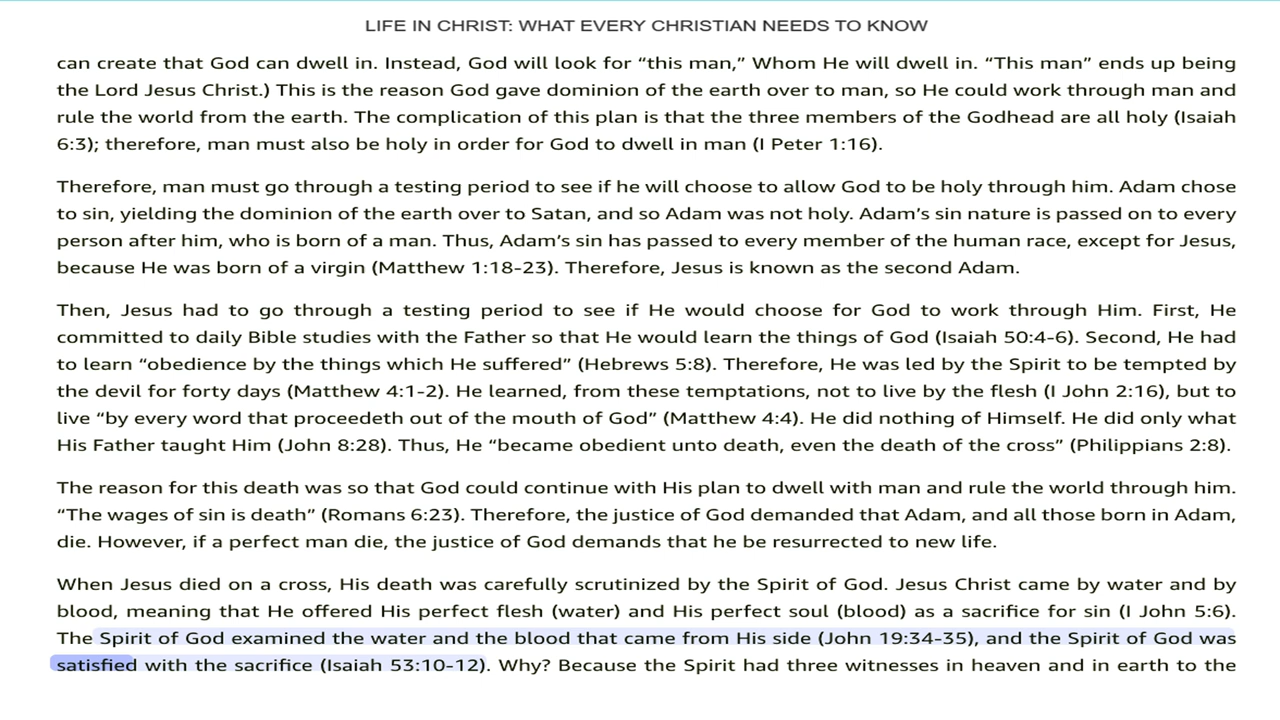 LIFE IN CHRIST: WHAT EVERY CHRISTIAN NEEDS TO KNOW
can create that God can dwell in. Instead, God will look for “this man,” Whom He will dwell in. “This man” ends up being
the Lord Jesus Christ.) This is the reason God gave dominion of the earth over to man, so He could work through man and
rule the world from the earth. The complication of this plan is that the three members of the Godhead are all holy (Isaiah
6:3); therefore, man must also be holy in order for God to dwell in man (I Peter 1:16).
Therefore, man must go through a testing period to see if he will choose to allow God to be holy through him. Adam chose
to sin, yielding the dominion of the earth over to Satan, and so Adam was not holy. Adam’s sin nature is passed on to every
person after him, who is born of a man. Thus, Adam’s sin has passed to every member of the human race, except for Jesus,
because He was born of a virgin (Matthew 1:18-23). Therefore, Jesus is known as the second Adam.
Then, Jesus had to go through a testing period to see if He would choose for God to work through Him. First, He
committed to daily Bible studies with the Father so that He would learn the things of God (Isaiah 50:4-6). Second, He had
to learn “obedience by the things which He suffered” (Hebrews 5:8). Therefore, He was led by the Spirit to be tempted by
the devil for forty days (Matthew 4:1-2). He learned, from these temptations, not to live by the flesh (I John 2:16), but to
live “by every word that proceedeth out of the mouth of God” (Matthew 4:4). He did nothing of Himself. He did only what
His Father taught Him (John 8:28). Thus, He “became obedient unto death, even the death of the cross” (Philippians 2:8).
The reason for this death was so that God could continue with His plan to dwell with man and rule the world through him.
“The wages of sin is death” (Romans 6:23). Therefore, the justice of God demanded that Adam, and all those born in Adam,
die. However, if a perfect man die, the justice of God demands that he be resurrected to new life.
When Jesus died on a cross, His death was carefully scrutinized by the Spirit of God. Jesus Christ came by water and by
blood, meaning that He offered His perfect flesh (water) and His perfect soul (blood) as a sacrifice for sin (I John 5:6).
The Spirit of God examined the water and the blood that came from His side (John 19:34-35), and the Spirit of God was
satisfied with the sacrifice (Isaiah 53:10-12). Why? Because the Spirit had three witnesses in heaven and in earth to the